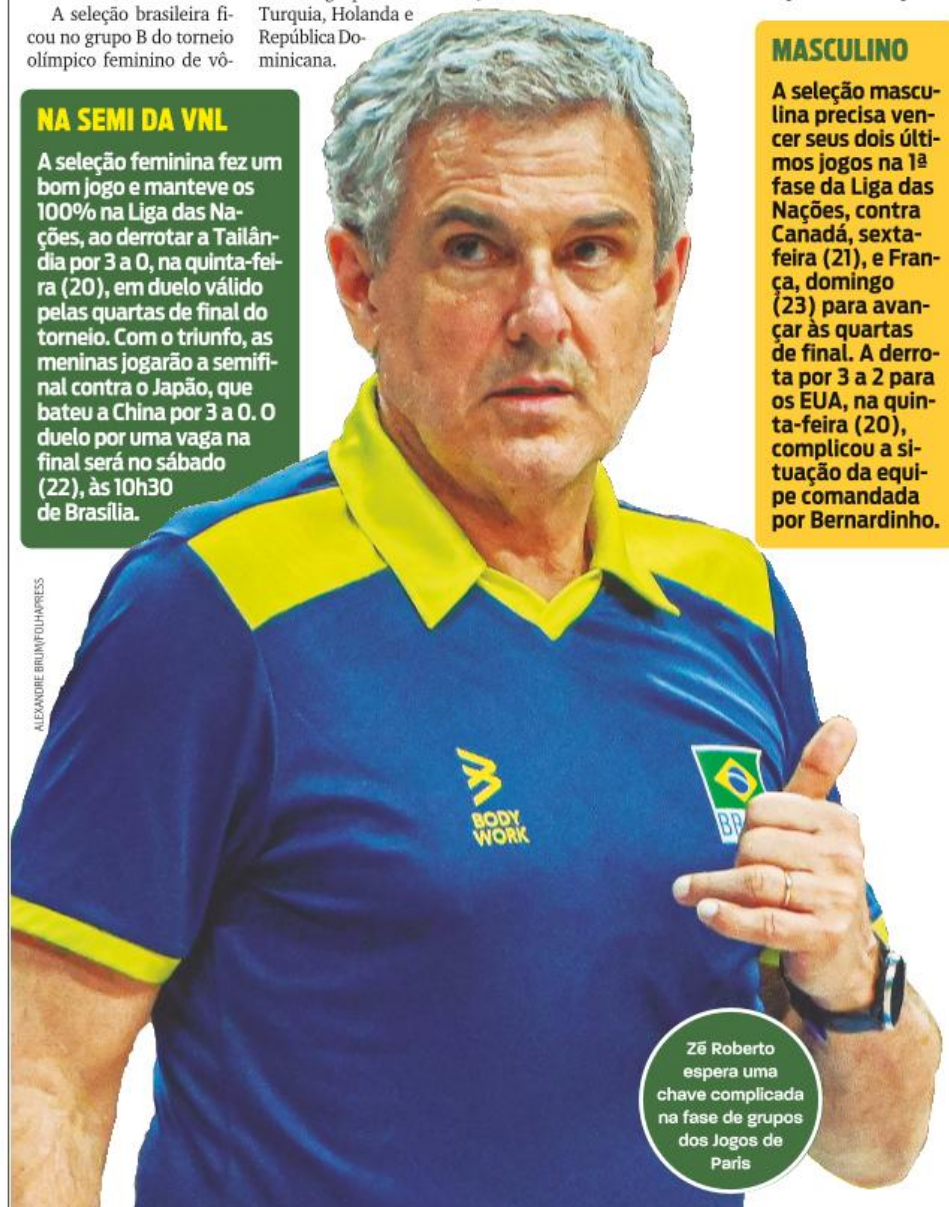 A seleção brasileira fi-
cou no grupo B do torneio
olímpico feminino de vô-
Turquia, Holanda e
República Do-
minicana.
NA SEMI DA VNL
A seleção feminina fez um
bom jogo e manteve os
100% na Liga das Na-
ções, ao derrotar a Tailân-
dia por 3 a 0, na quinta-fei-
ra (20), em duelo válido
pelas quartas de final do
torneio. Com o triunfo, as
meninas jogarão a semifi-
nal contra o Japão, que
bateu a China por 3 a 0. O
duelo por uma vaga na
final será no sábado
(22), às 10h30
de Brasília.
MASCULINO
A seleção mascu-
lina precisa ven-
cer seus dois últi-
mos jogos na 1ª
fase da Liga das
Nações, contra
Canadá, sexta-
feira (21), e Fran-
ça, domingo
(23) para avan-
çar às quartas
de final. A derro-
ta por 3 a 2 para
os EUA, na quin-
ta-feira (20),
complicou a si-
tuação da equi-
pe comandada
por Bernardinho.
ALEXANDRE BRUM/FOLHAPRESS
BODY
WORK
BR
Zé Roberto
espera uma
chave complicada
na fase de grupos
dos Jogos de
Paris